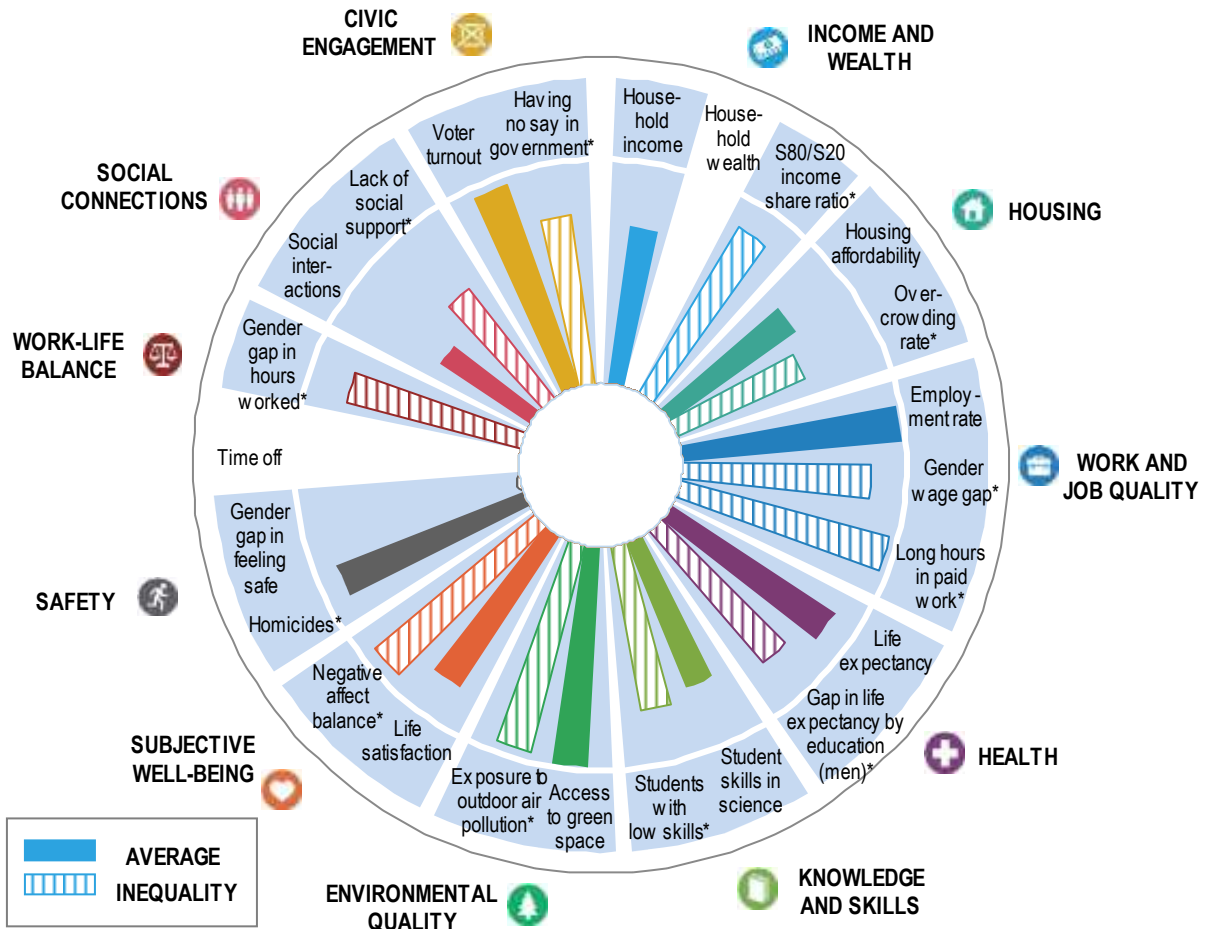 CIVIC
ENGAGEMENT
INCOME AND
WEALTH
Having
no say in
government*
Voter
turnout
House-
hold
income
House-
hold
wealth
S80/S20
income
share ratio*
SOCIAL
CONNECTIONS
Lack of
social
support*
Social
inter-
actions
HOUSING
Housing
affordability
Over-
crowding
rate*
WORK-LIFE
BALANCE
Gender
gap in
hours
worked*
Time off
Employ-
ment rate
Gender
wage gap*
Long hours
in paid
work*
WORK AND
JOB QUALITY
SAFETY
Gender
gap in
feeling
safe
Homicides*
Life
expectancy
Gap in life
expectancy by
education
(men)*
HEALTH
SUBJECTIVE
WELL-BEING
Negative
affect
balance*
Life
satisfaction
Exposure to
outdoor air
pollution*
Access
to green
space
Students
with
low skills*
Student
skills in
science
AVERAGE
INEQUALITY
ENVIRONMENTAL
QUALITY
KNOWLEDGE
AND SKILLS